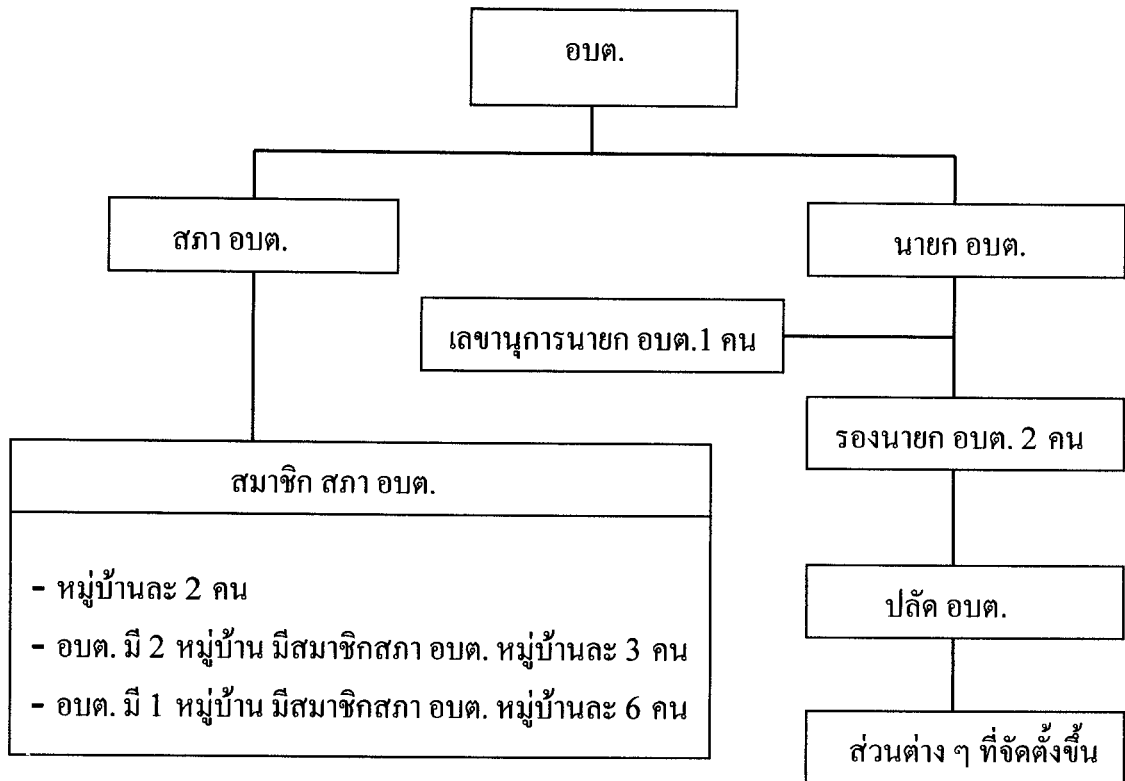 อบต.
สภา อบต.
นายก อบต.
เลขานุการนายก อบต.1 คน
รองนายก อบต. 2 คน
สมาชิก สภา อบต.
- หมู่บ้านละ 2 คน
- อบต. มี 2 หมู่บ้าน มีสมาชิกสภา อบต. หมู่บ้านละ 3 คน
- อบต. มี 1 หมู่บ้าน มีสมาชิกสภา อบต. หมู่บ้านละ 6 คน
ปลัด อบต.
ส่วนต่าง ๆ ที่จัดตั้งขึ้น